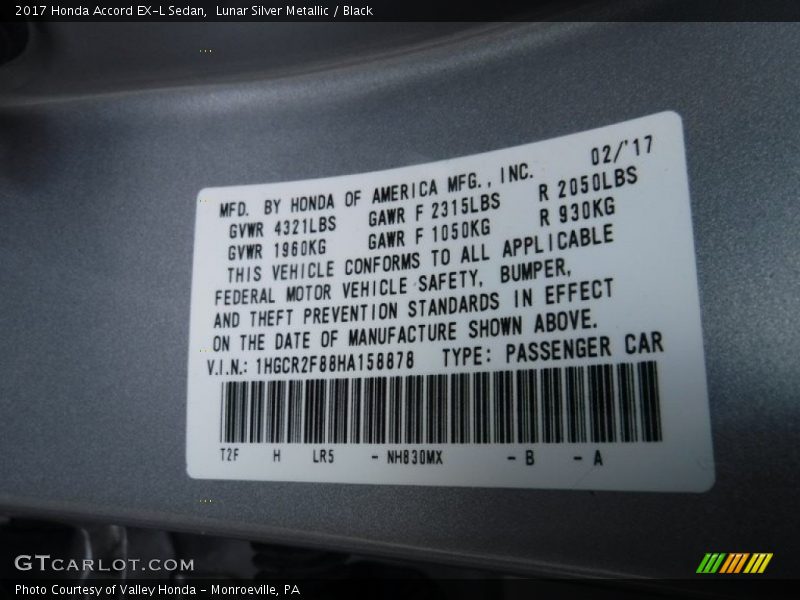 2017 Honda Accord EX-L Sedan,  Lunar Silver Metallic / Black
02/'17
MFD. BY HONDA OF AMERICA MFG., INC.
GVWR 4321LBS GAWR F 2315LBS R 2050LBS
GVWR 1960KG GAWR F 1050KG R 930KG
THIS VEHICLE CONFORMS TO ALL APPLICABLE
FEDERAL MOTOR VEHICLE SAFETY, BUMPER,
AND THEFT PREVENTION STANDARDS IN EFFECT
ON THE DATE OF MANUFACTURE SHOWN ABOVE.
V.I.N.: 1HGCR2F88HA158878 TYPE: PASSENGER CAR
T2F H LR5 - NH830MX - B - A
GTCARLOT.COM
Photo Courtesy of Valley Honda - Monroeville, PA